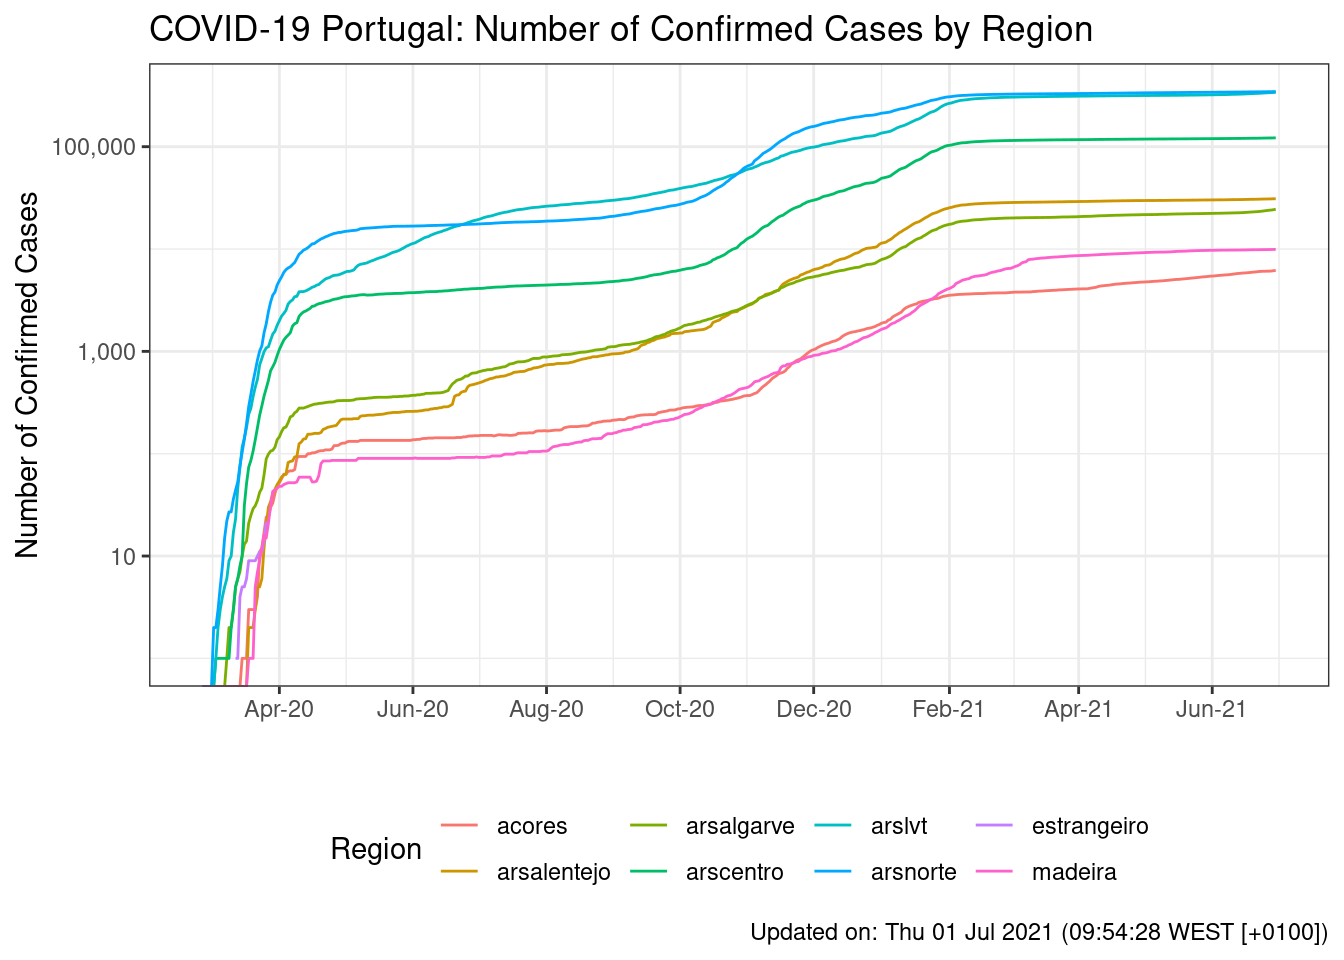 COVID-19 Portugal: Number of Confirmed Cases by Region
Number of Confirmed Cases
100,000
1,000
10
Apr-20 Jun-20 Aug-20 Oct-20 Dec-20 Feb-21 Apr-21 Jun-21
Region
acores arsalgarve arslvt estrangeiro
arsalentejo arscentro arsnorte madeira
Updated on: Thu 01 Jul 2021 (09:54:28 WEST [+0100])